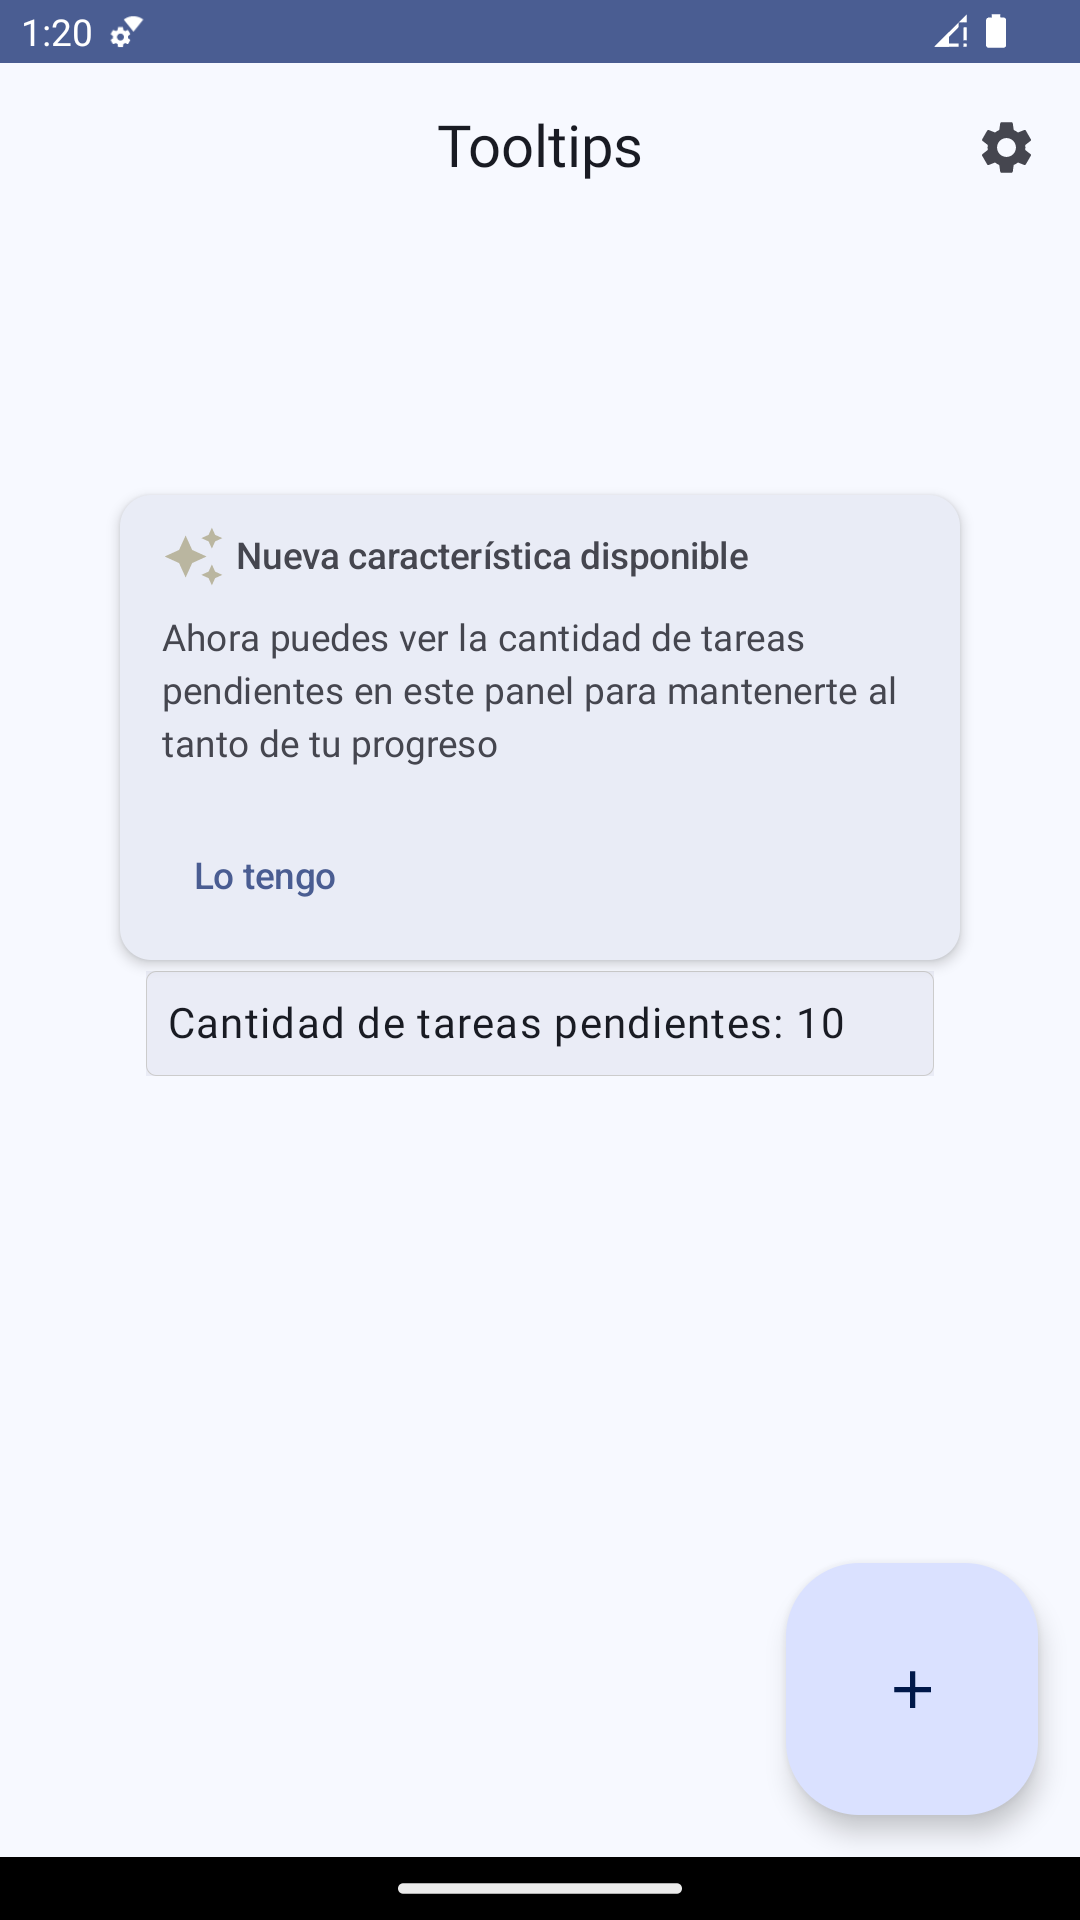 1:20
Tooltips
Nueva característica disponible
Ahora puedes ver la cantidad de tareas
pendientes en este panel para mantenerte al
tanto de tu progreso
Lo tengo
Cantidad de tareas pendientes: 10